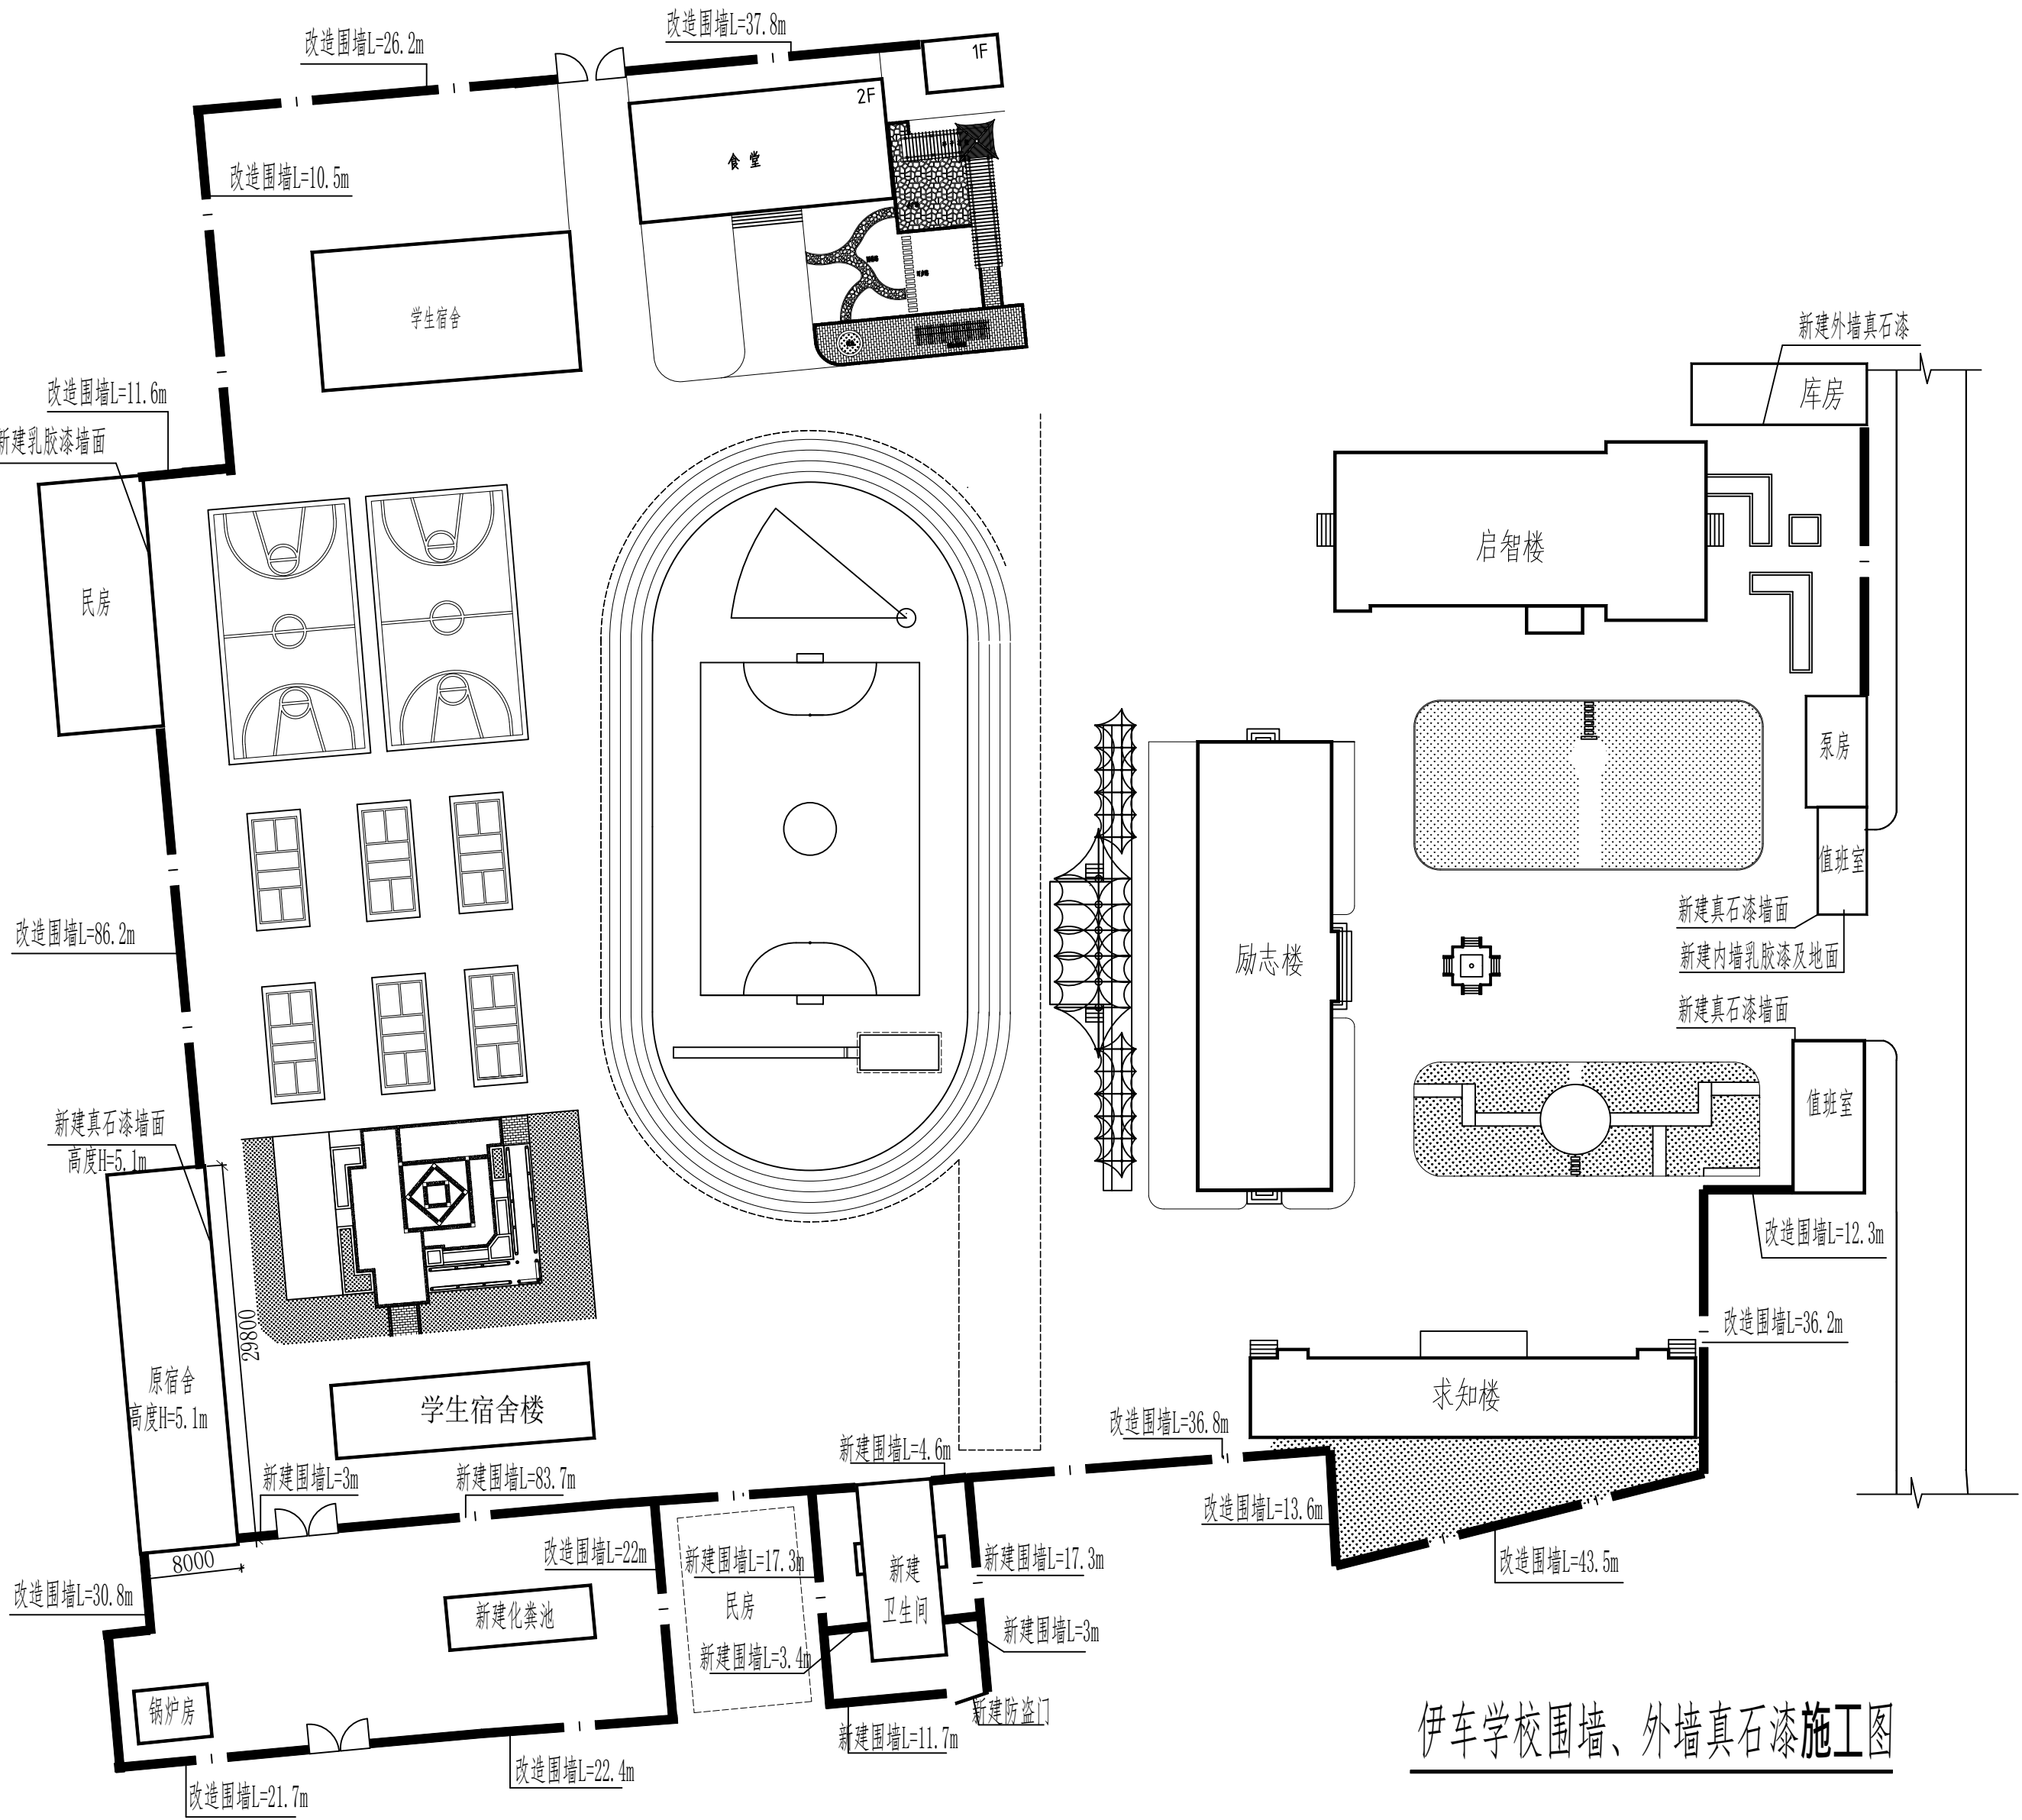 改造围墙L=26.2m
改造围墙L=37.8m
1F
2F
食堂
改造围墙L=10.5m
学生宿舍
新建外墙真石漆
库房
改造围墙L=11.6m
新建乳胶漆墙面
启智楼
民房
泵房
值班室
改造围墙L=86.2m
新建真石漆墙面
新建内墙乳胶漆及地面
励志楼
新建真石漆墙面
值班室
新建真石漆墙面
高度H=5.1m
改造围墙L=12.3m
26800
改造围墙L=36.2m
原宿舍
高度H=5.1m
学生宿舍楼
求知楼
改造围墙L=36.8m
新建围墙L=4.6m
新建围墙L=3m
新建围墙L=83.7m
改造围墙L=13.6m
8000
改造围墙L=22m
新建围墙L=17.3m
新建
卫生间
新建围墙L=17.3m
改造围墙L=43.5m
改造围墙L=30.8m
新建化粪池
民房
新建围墙L=3.4m
新建围墙L=3m
锅炉房
新建防盗门
新建围墙L=11.7m
改造围墙L=22.4m
改造围墙L=21.7m
伊车学校围墙、外墙真石漆施工图